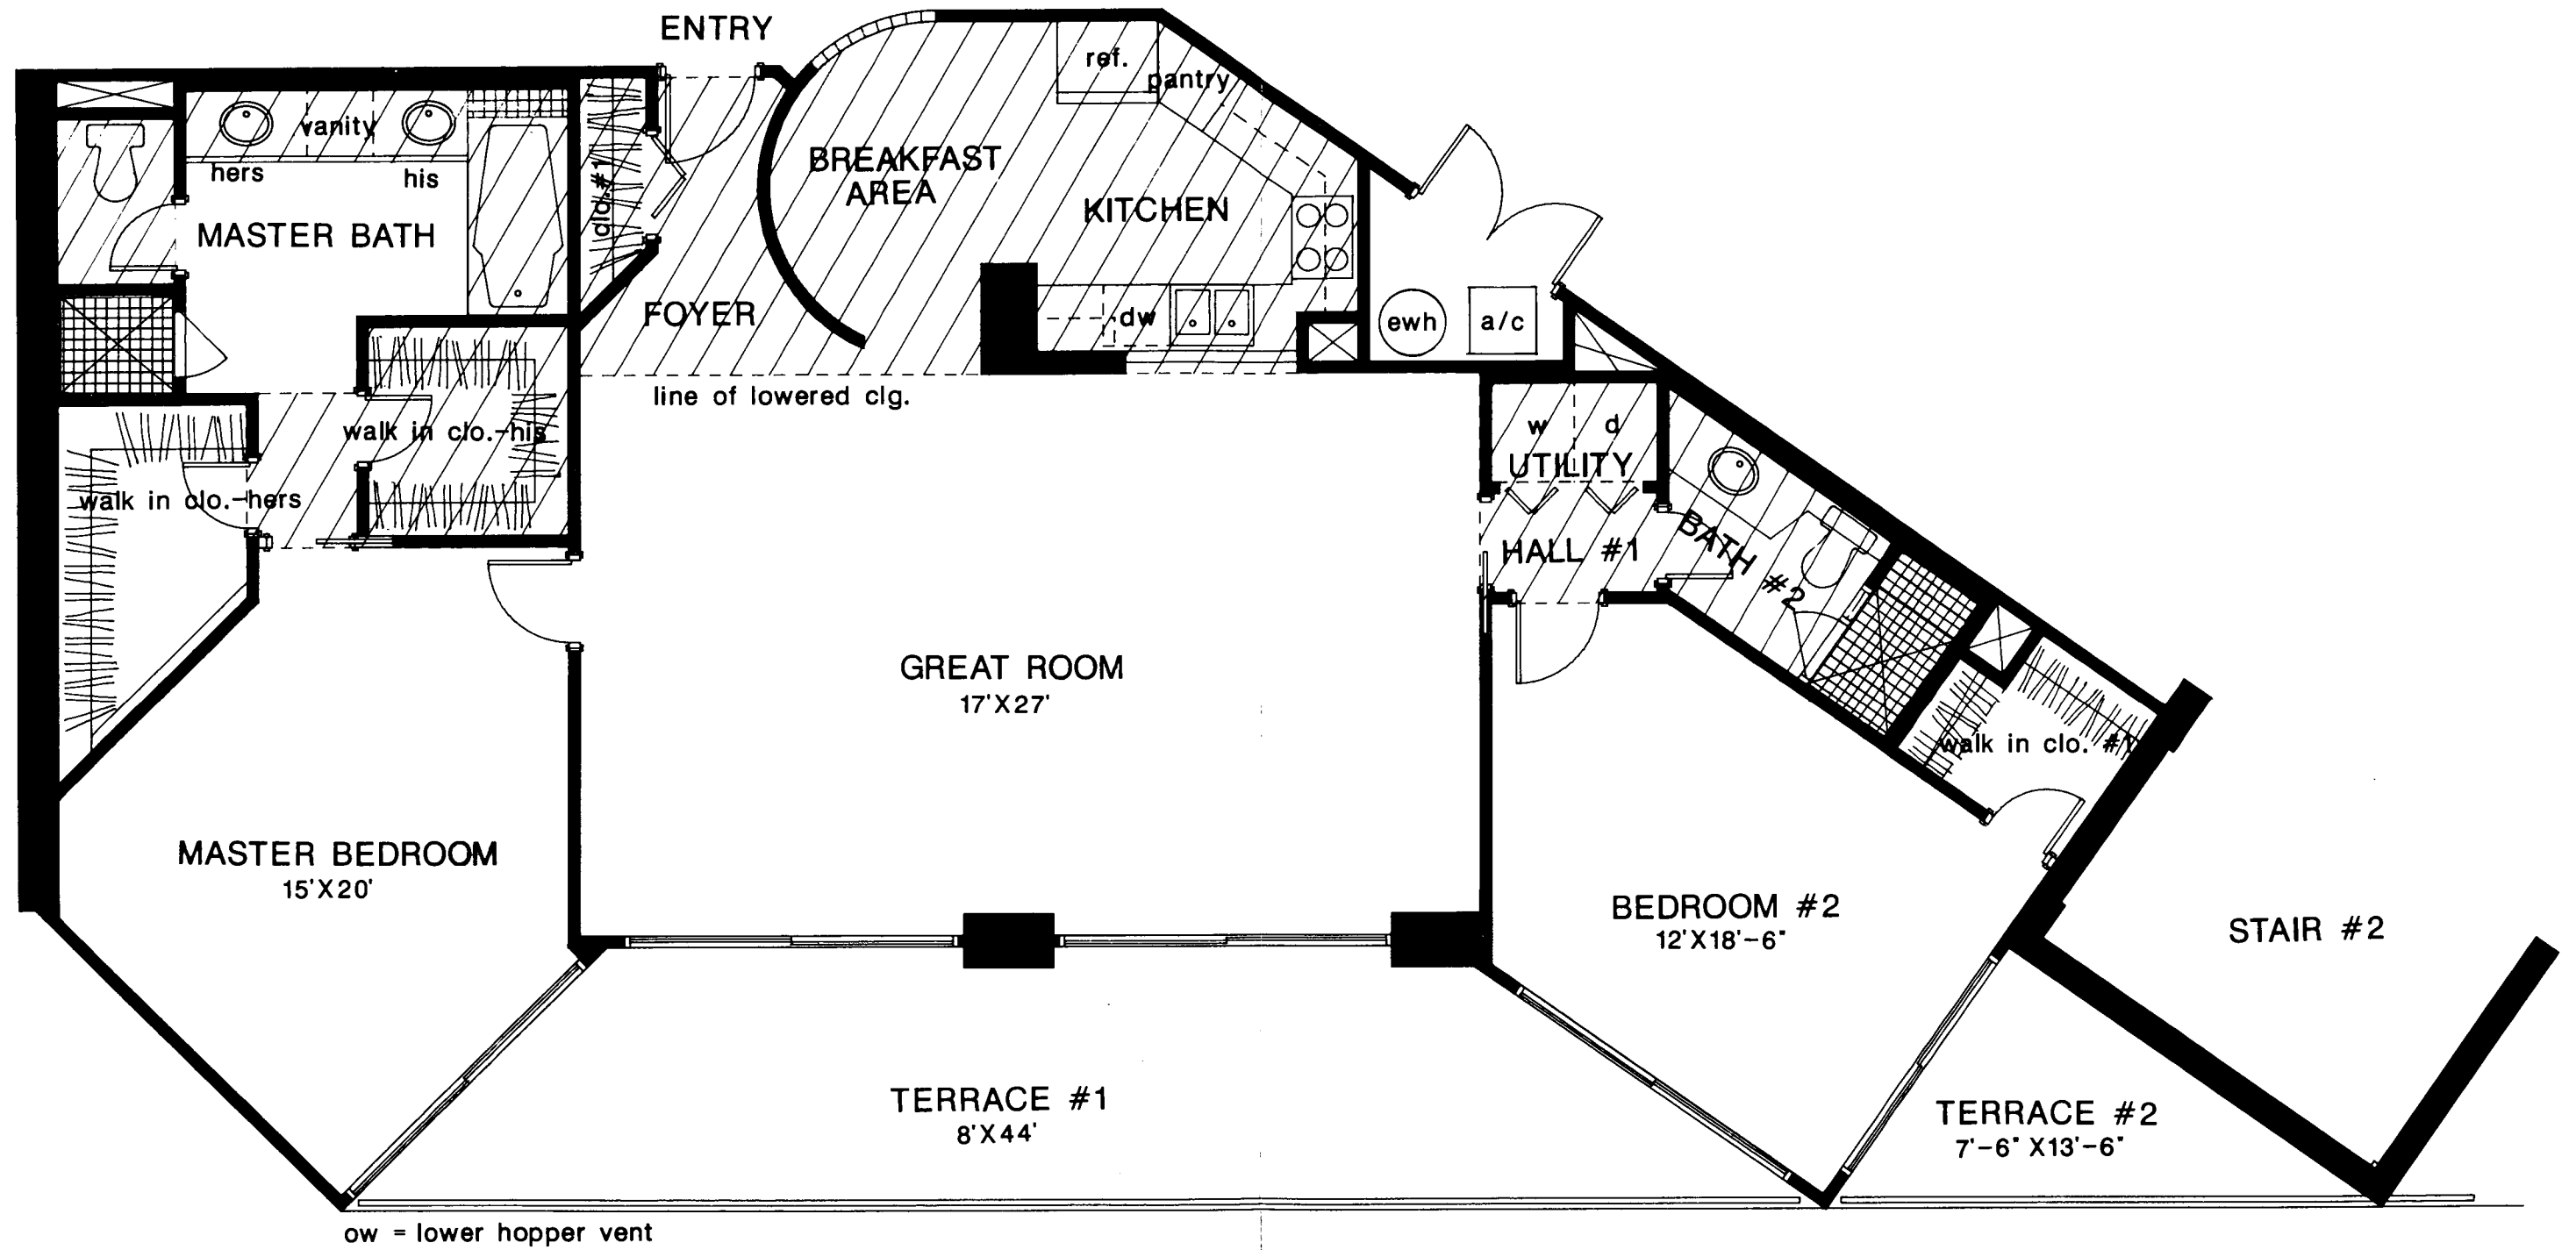 ENTRY
ref.
pantry
vanity
hers
his
clo.#1
BREAKFAST
AREA
KITCHEN
MASTER BATH
FOYER
dw
ewh
a/c
line of lowered clg.
walk in clo.-his
w
d
UTILITY
walk in clo.-hers
HALL #1
BATH #2
GREAT ROOM
17'X27'
walk in clo. #1
MASTER BEDROOM
15'X20'
BEDROOM #2
12'X18'-6"
STAIR #2
TERRACE #1
8'X44'
TERRACE #2
7'-6" X13'-6"
ow = lower hopper vent